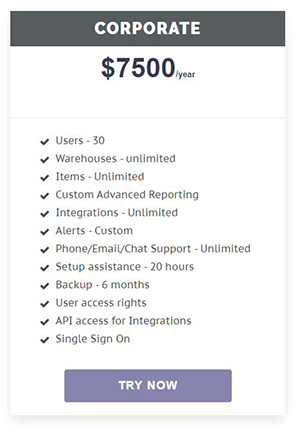 CORPORATE
$7500/year
Users - 30
Warehouses - unlimited
Items - Unlimited
Custom Advanced Reporting
Integrations - Unlimited
Alerts - Custom
Phone/Email/Chat Support - Unlimited
Setup assistance - 20 hours
Backup - 6 months
User access rights
API access for Integrations
Single Sign On
TRY NOW